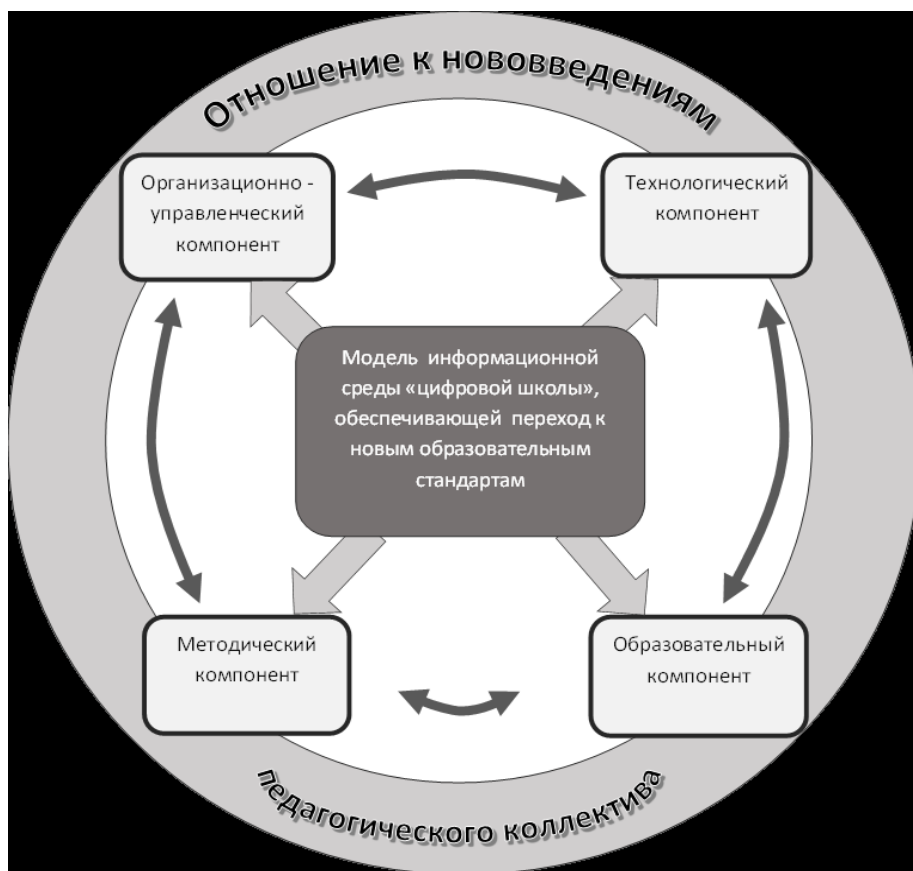 Отношение к нововведениям
Организационно -
управленческий
компонент
Технологический
компонент
Модель информационной
среды «цифровой школы»,
обеспечивающей переход к
новым образовательным
стандартам
Методический
компонент
Образовательный
компонент
педагогического коллектива